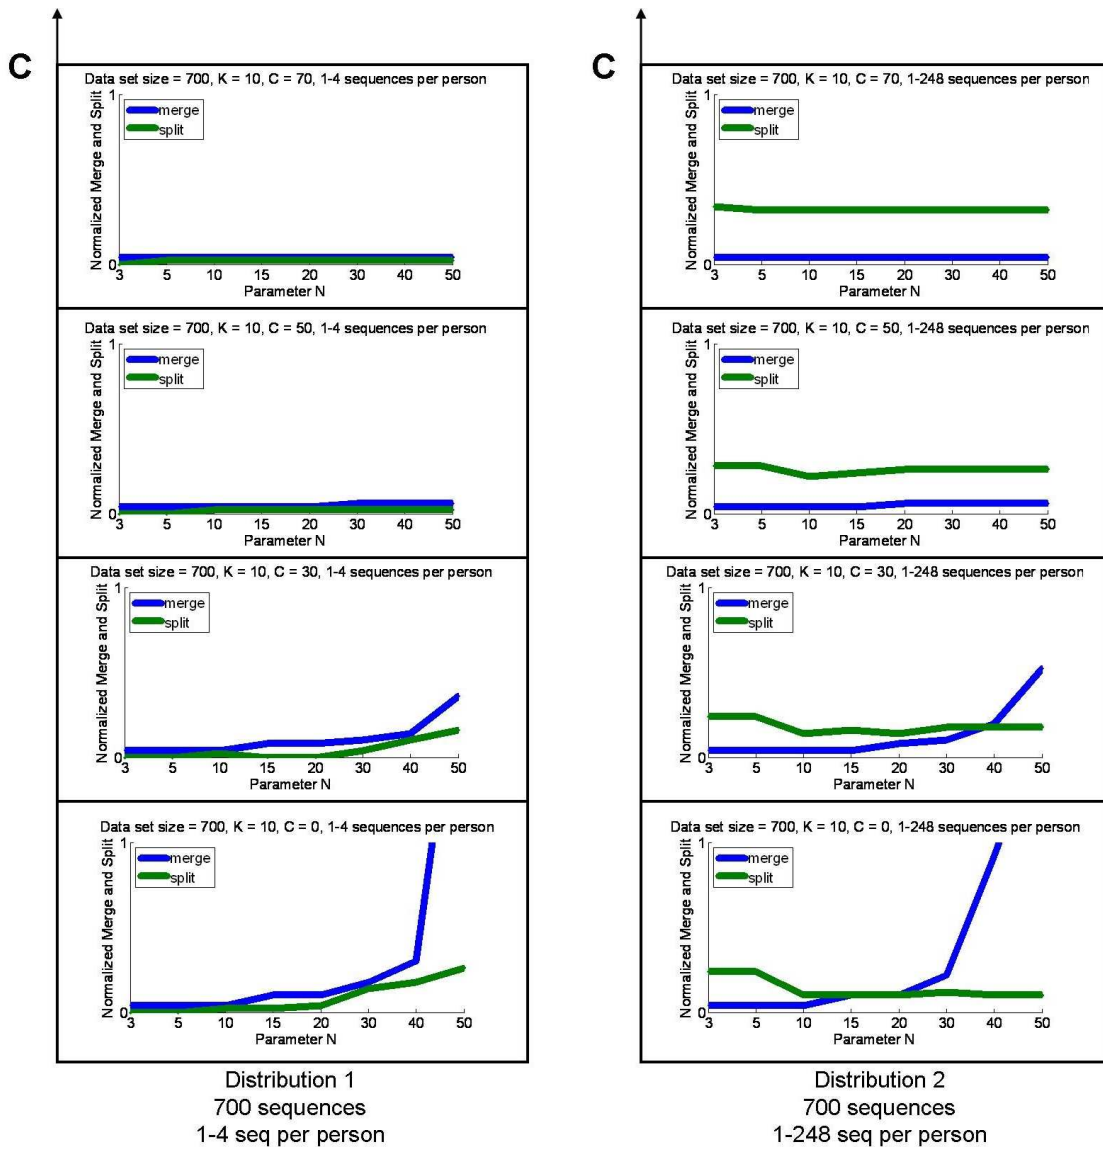 C
Data set size = 700, K = 10, C = 70, 1-4 sequences per person
Normalized Merge and Split
1
merge
split
0
3 5 10 15 20 30 40 50
Parameter N
Data set size = 700, K = 10, C = 50, 1-4 sequences per person
Normalized Merge and Split
1
merge
split
0
3 5 10 15 20 30 40 50
Parameter N
Data set size = 700, K = 10, C = 30, 1-4 sequences per person
Normalized Merge and Split
1
merge
split
0
3 5 10 15 20 30 40 50
Parameter N
Data set size = 700, K = 10, C = 0, 1-4 sequences per person
Normalized Merge and Split
1
merge
split
0
3 5 10 15 20 30 40 50
Parameter N
Distribution 1
700 sequences
1-4 seq per person
C
Data set size = 700, K = 10, C = 70, 1-248 sequences per person
Normalized Merge and Split
1
merge
split
0
3 5 10 15 20 30 40 50
Parameter N
Data set size = 700, K = 10, C = 50, 1-248 sequences per person
Normalized Merge and Split
1
merge
split
0
3 5 10 15 20 30 40 50
Parameter N
Data set size = 700, K = 10, C = 30, 1-248 sequences per person
Normalized Merge and Split
1
merge
split
0
3 5 10 15 20 30 40 50
Parameter N
Data set size = 700, K = 10, C = 0, 1-248 sequences per person
Normalized Merge and Split
1
merge
split
0
3 5 10 15 20 30 40 50
Parameter N
Distribution 2
700 sequences
1-248 seq per person